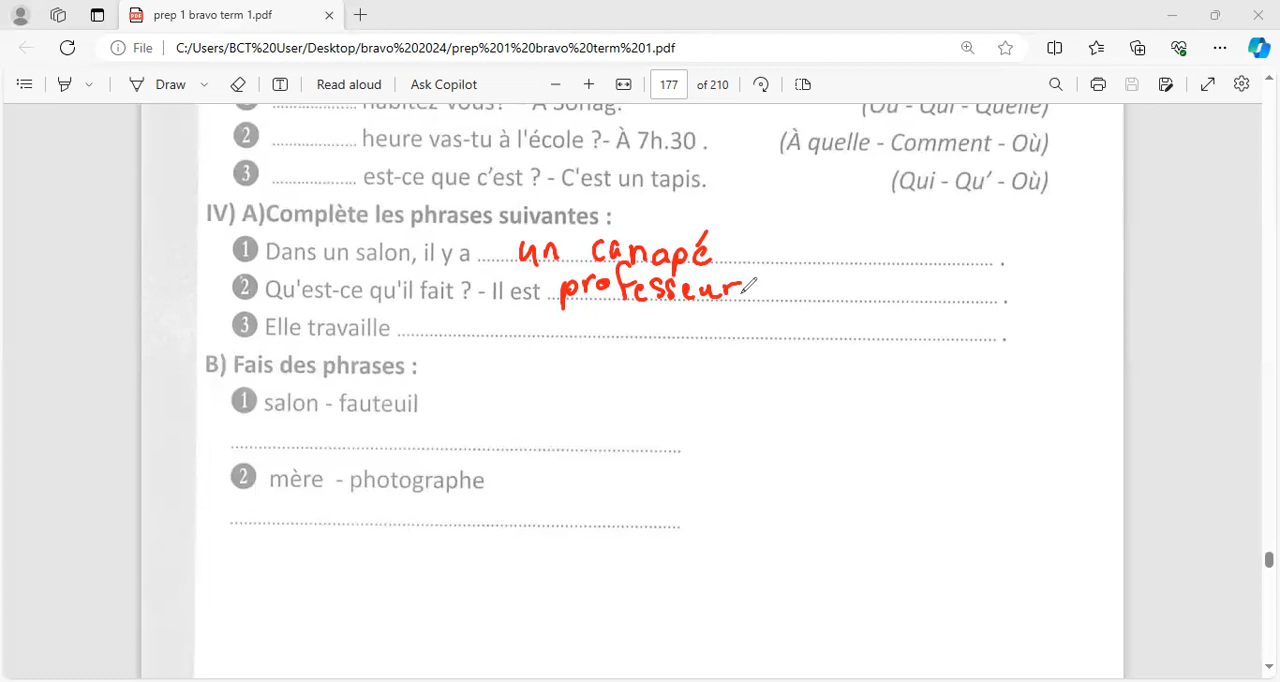 prep 1 bravo term 1.pdf
File C:/Users/BCT%20User/Desktop/bravo%202024/prep%201%20bravo%20term%201.pdf
Draw Read aloud Ask Copilot 177 of 210
habitez-vous? - À Sohag. (Où - Qui - Quelle)
2 .................. heure vas-tu à l'école ?- À 7h.30 . (À quelle - Comment - Où)
3 .................. est-ce que c’est ? - C'est un tapis. (Qui - Qu’ - Où)
IV) A)Complète les phrases suivantes :
1 Dans un salon, il y a ..... un canapé ..... .
2 Qu'est-ce qu'il fait ? - Il est ... professeur ..... .
3 Elle travaille ..................................................... .
B) Fais des phrases :
1 salon - fauteuil
2 mère - photographe